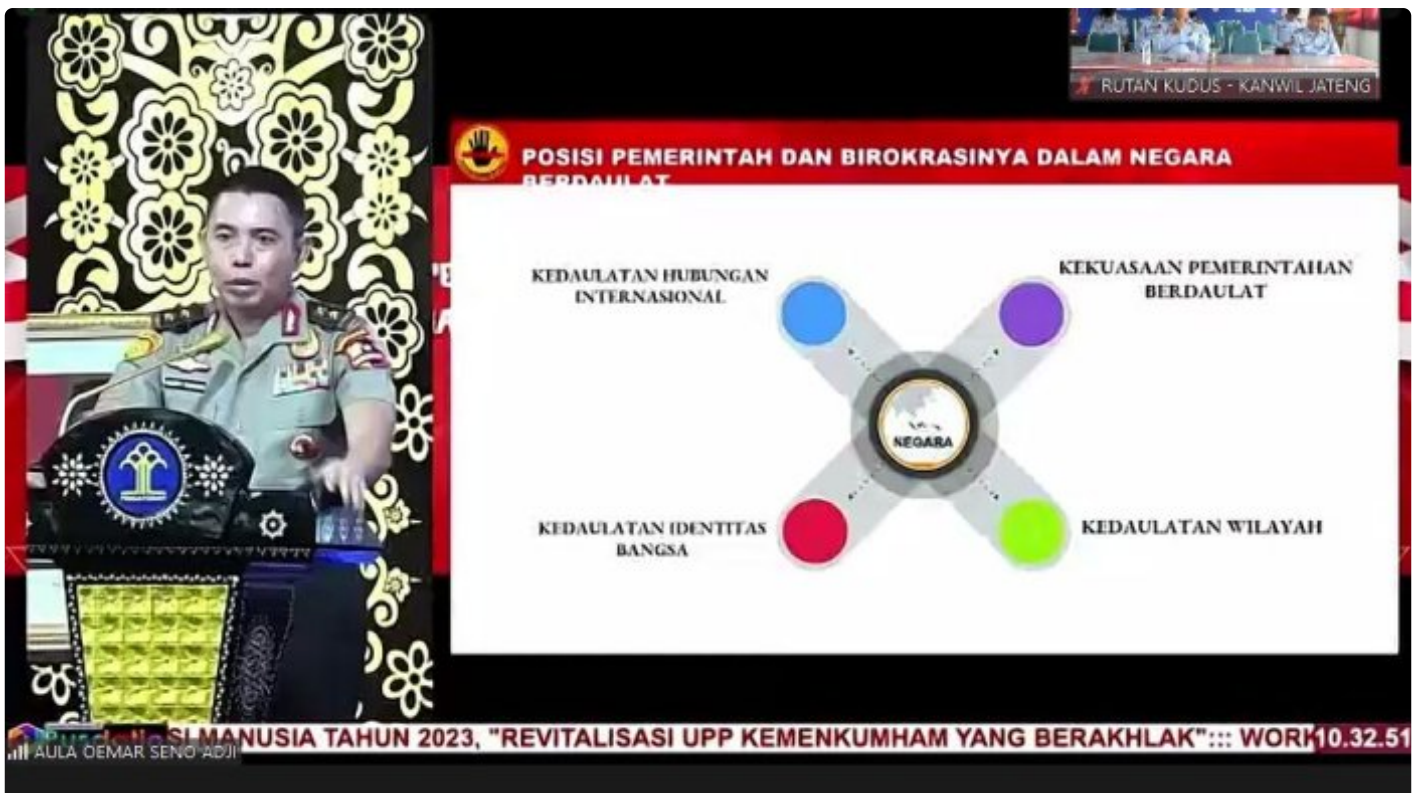 RUTAN KUDUS - KANWIL JATENG
POSISI PEMERINTAH DAN BIROKRASINYA DALAM NEGARA
BERDAULAT
KEDAULATAN HUBUNGAN
INTERNASIONAL
KEKUASAAN PEMERINTAHAN
BERDAULAT
NEGARA
KEDAULATAN IDENTITAS
BANGSA
KEDAULATAN WILAYAH
SI MANUSIA TAHUN 2023, "REVITALISASI UPP KEMENKUMHAM YANG BERAKHLAK"::: WORK
10.32.51
AULA OEMAR SENO ADJI